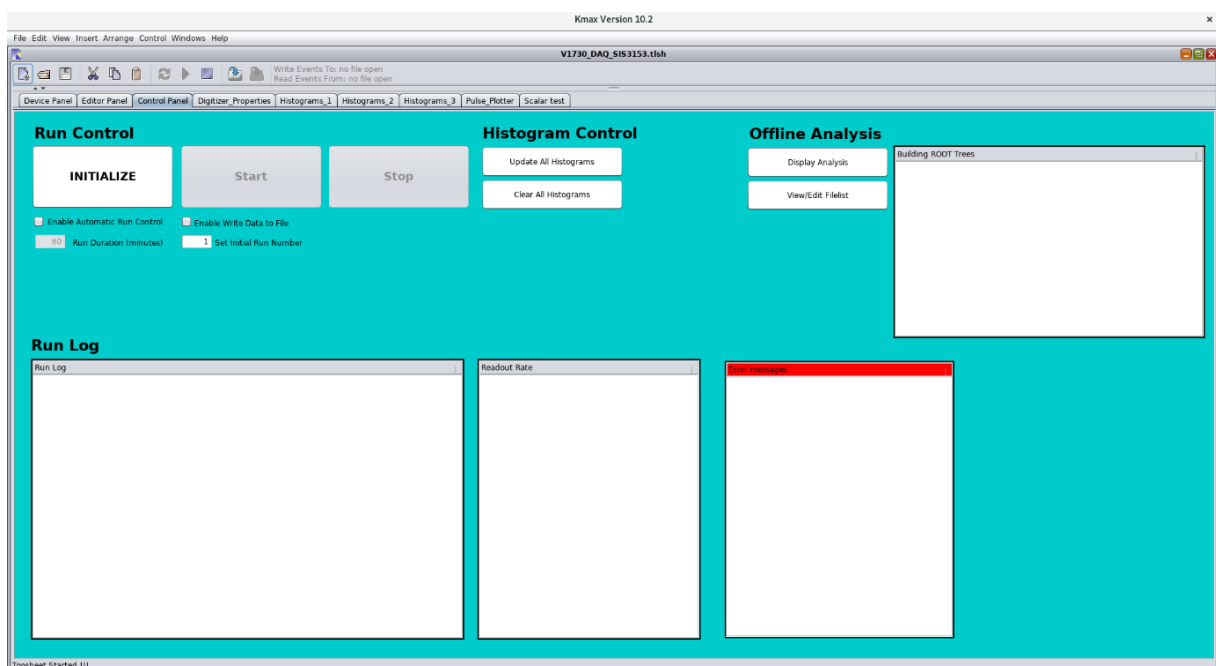 Kmax Version 10.2
File Edit View Insert Arrange Control Windows Help
V1730_DAQ_SIS3153.tlsh
Write Events To: no file open
Read Events From: no file open
Device Panel Editor Panel Control Panel Digitizer_Properties Histograms_1 Histograms_2 Histograms_3 Pulse_Plotter Scalar test
Run Control
Histogram Control
Offline Analysis
INITIALIZE
Start
Stop
Update All Histograms
Clear All Histograms
Display Analysis
View/Edit Filelist
Building ROOT Trees
Enable Automatic Run Control
Enable Write Data to File
60 Run Duration (minutes)
1 Set Initial Run Number
Run Log
Run Log
Readout Rate
Error messages
Toolsheet Started !!!